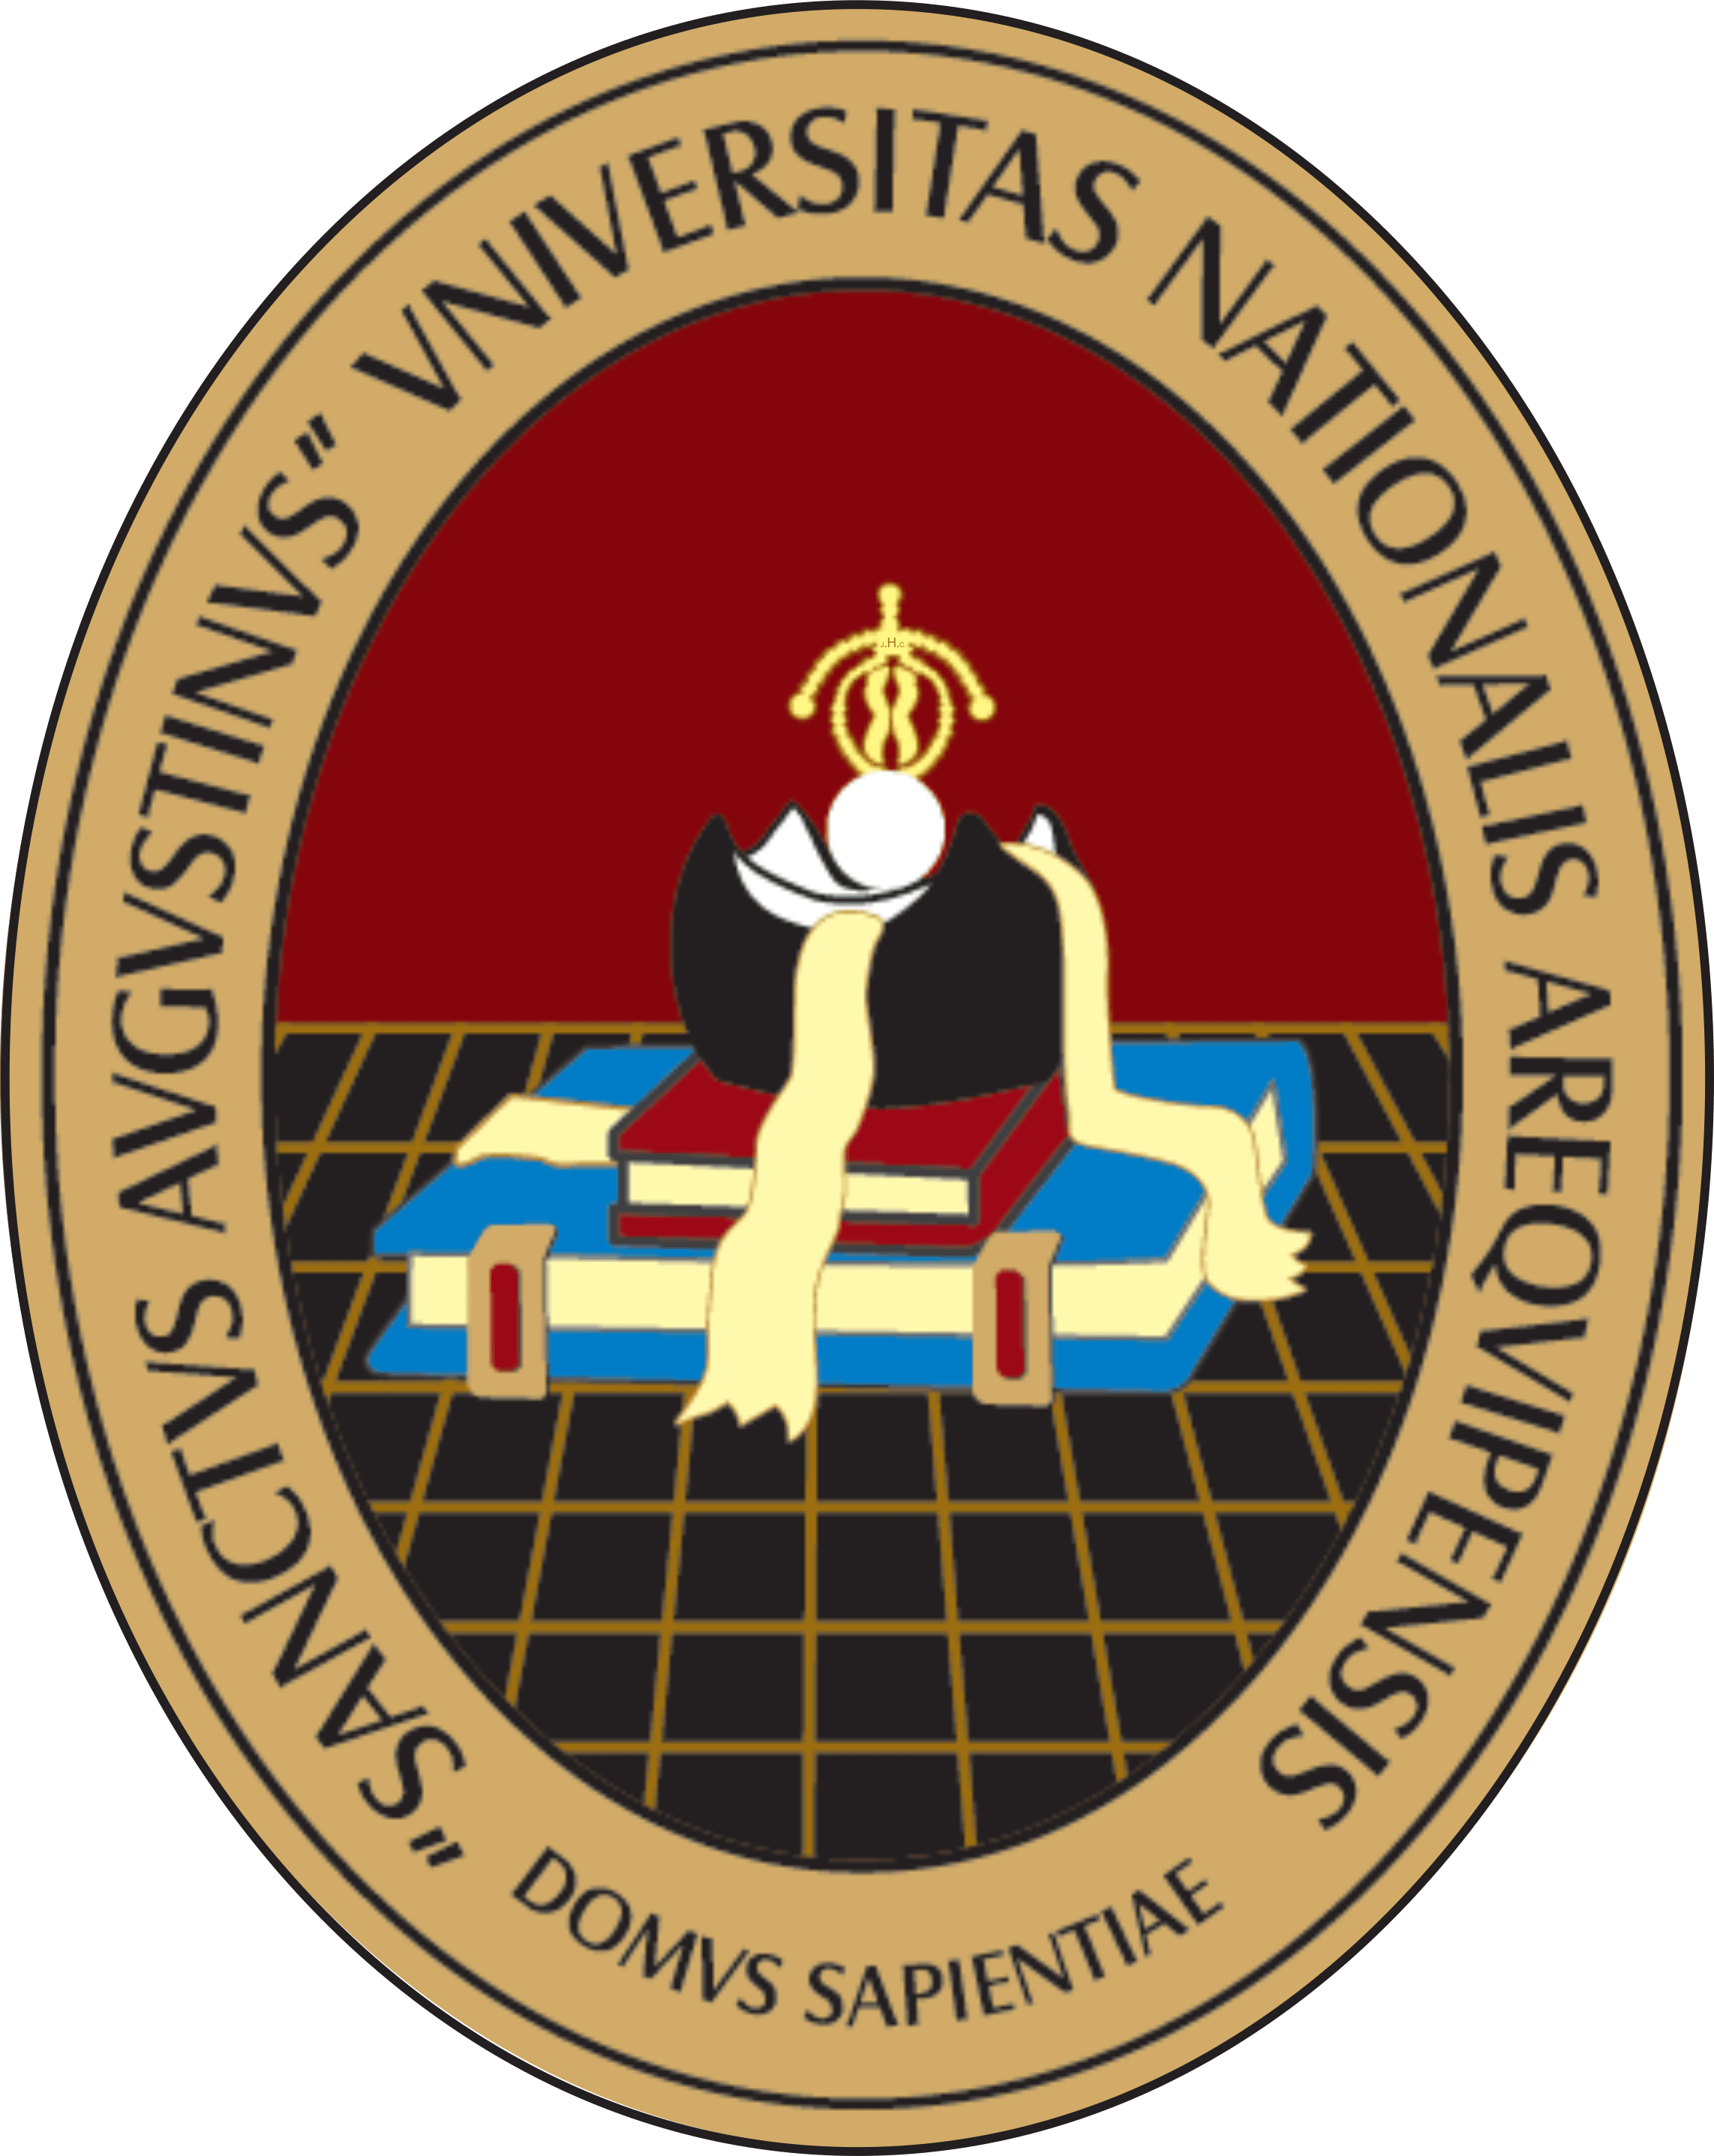 "SANCTVS AVGVSTINVS" VNIVERSITAS NATIONALIS AREQVIPENSIS
DOMVS SAPIENTIAE
J.H.C.